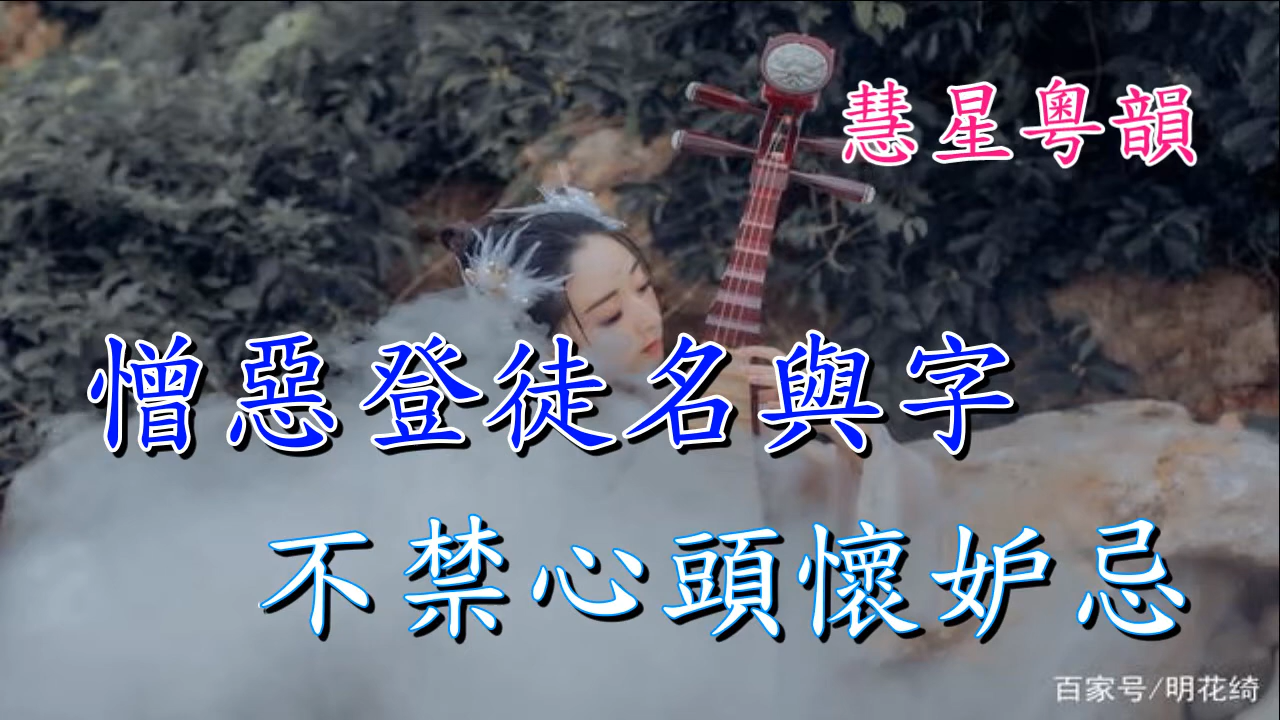 慧星粵韻
憎惡登徒名與字
不禁心頭懷妒忌
百家号/明花绮